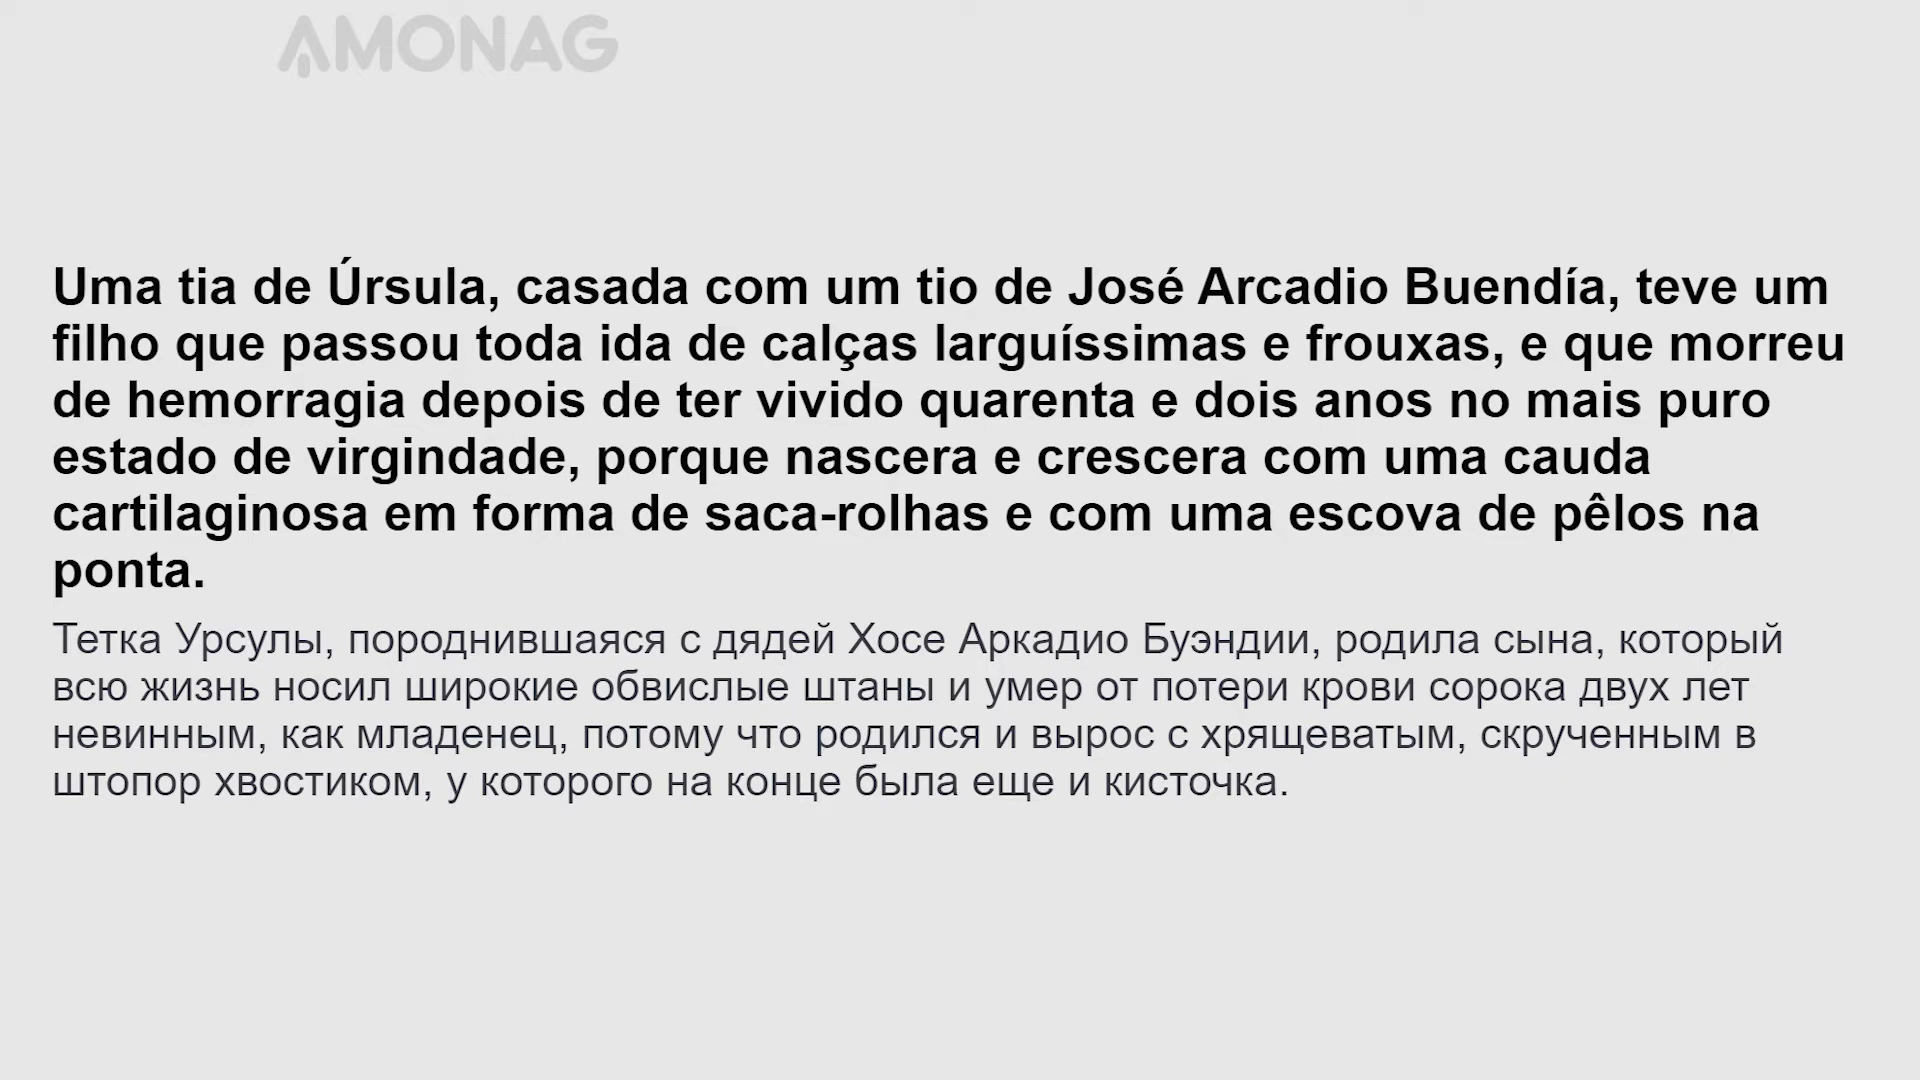 AMONAG
Uma tia de Úrsula, casada com um tio de José Arcadio Buendía, teve um
filho que passou toda ida de calças larguíssimas e frouxas, e que morreu
de hemorragia depois de ter vivido quarenta e dois anos no mais puro
estado de virgindade, porque nascera e crescera com uma cauda
cartilaginosa em forma de saca-rolhas e com uma escova de pêlos na
ponta.
Тетка Урсулы, породнившаяся с дядей Хосе Аркадио Буэндии, родила сына, который
всю жизнь носил широкие обвислые штаны и умер от потери крови сорока двух лет
невинным, как младенец, потому что родился и вырос с хрящеватым, скрученным в
штопор хвостиком, у которого на конце была еще и кисточка.